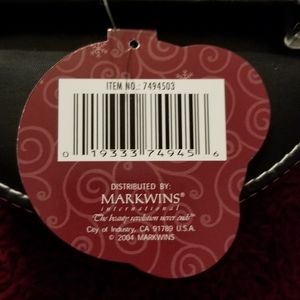 ITEM NO.: 7494503
0 19333 74945 6
DISTRIBUTED BY:
MARKWINS®
international
"The beauty revolution never ends!"
City of Industry, CA 91789 U.S.A.
© 2004 MARKWINS